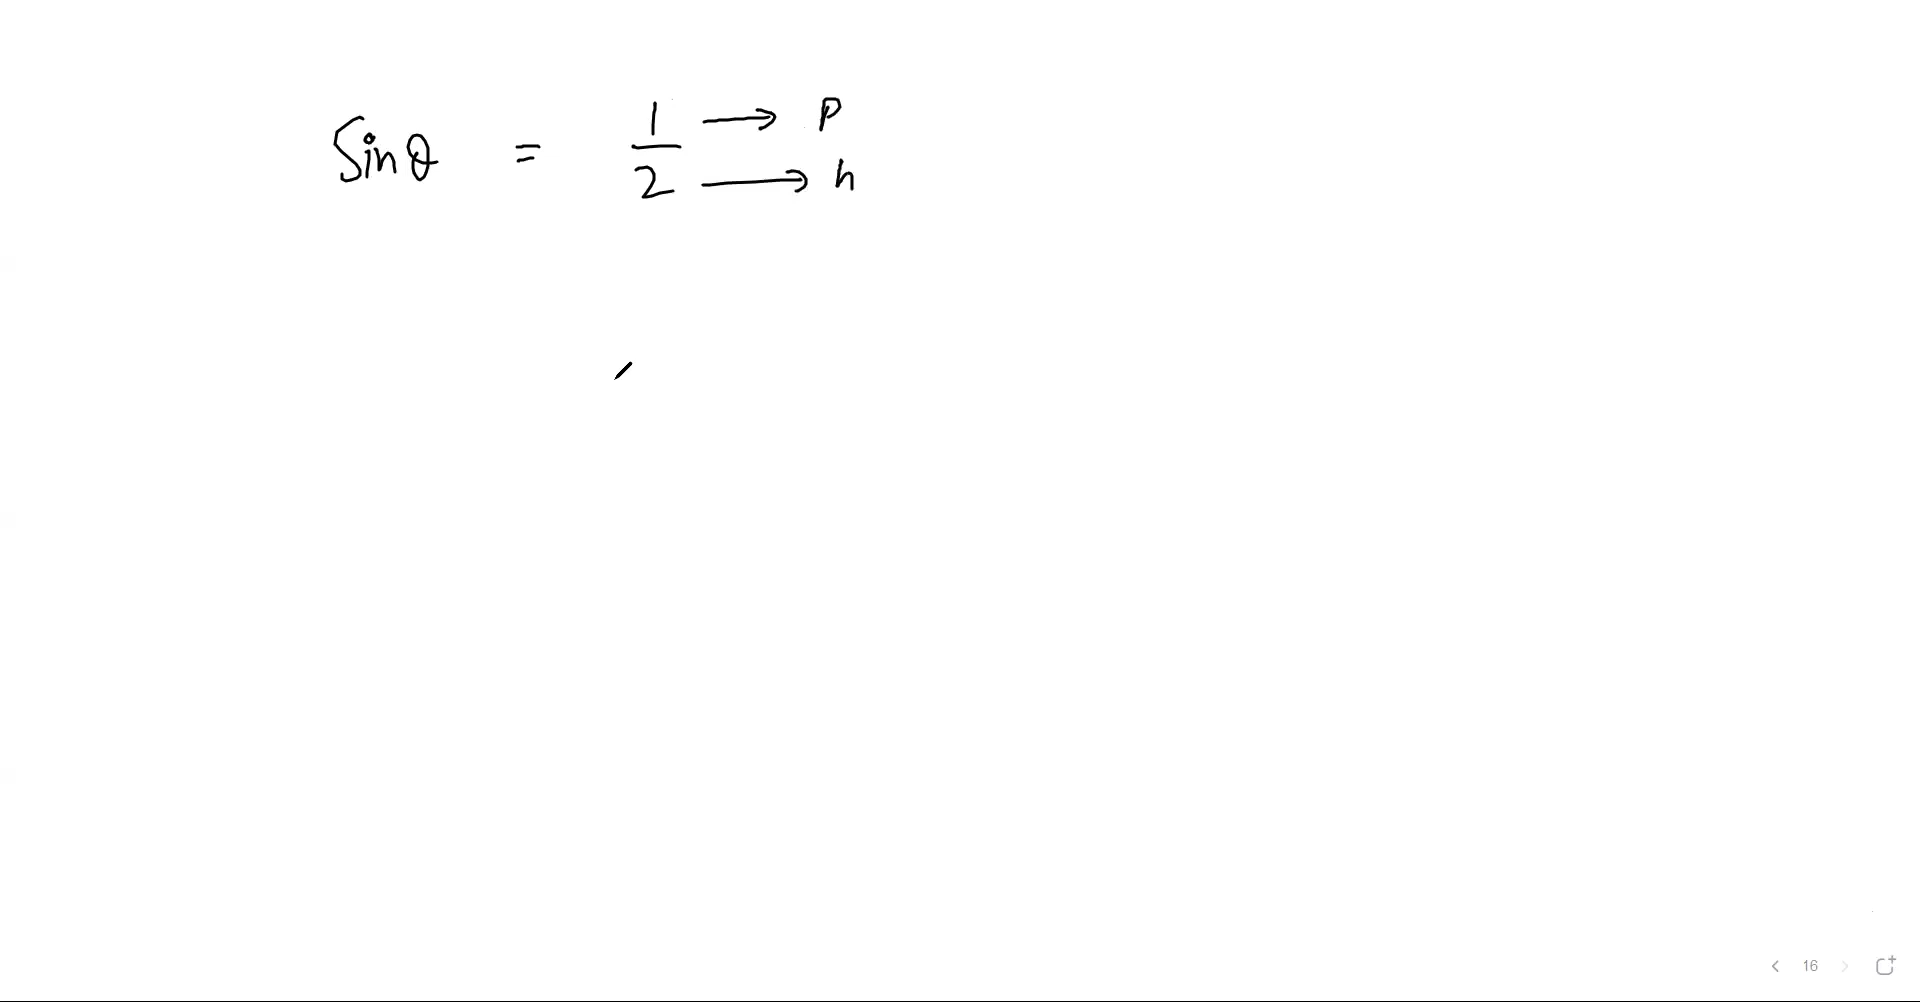 Sinθ = 1/2 → P → h
16